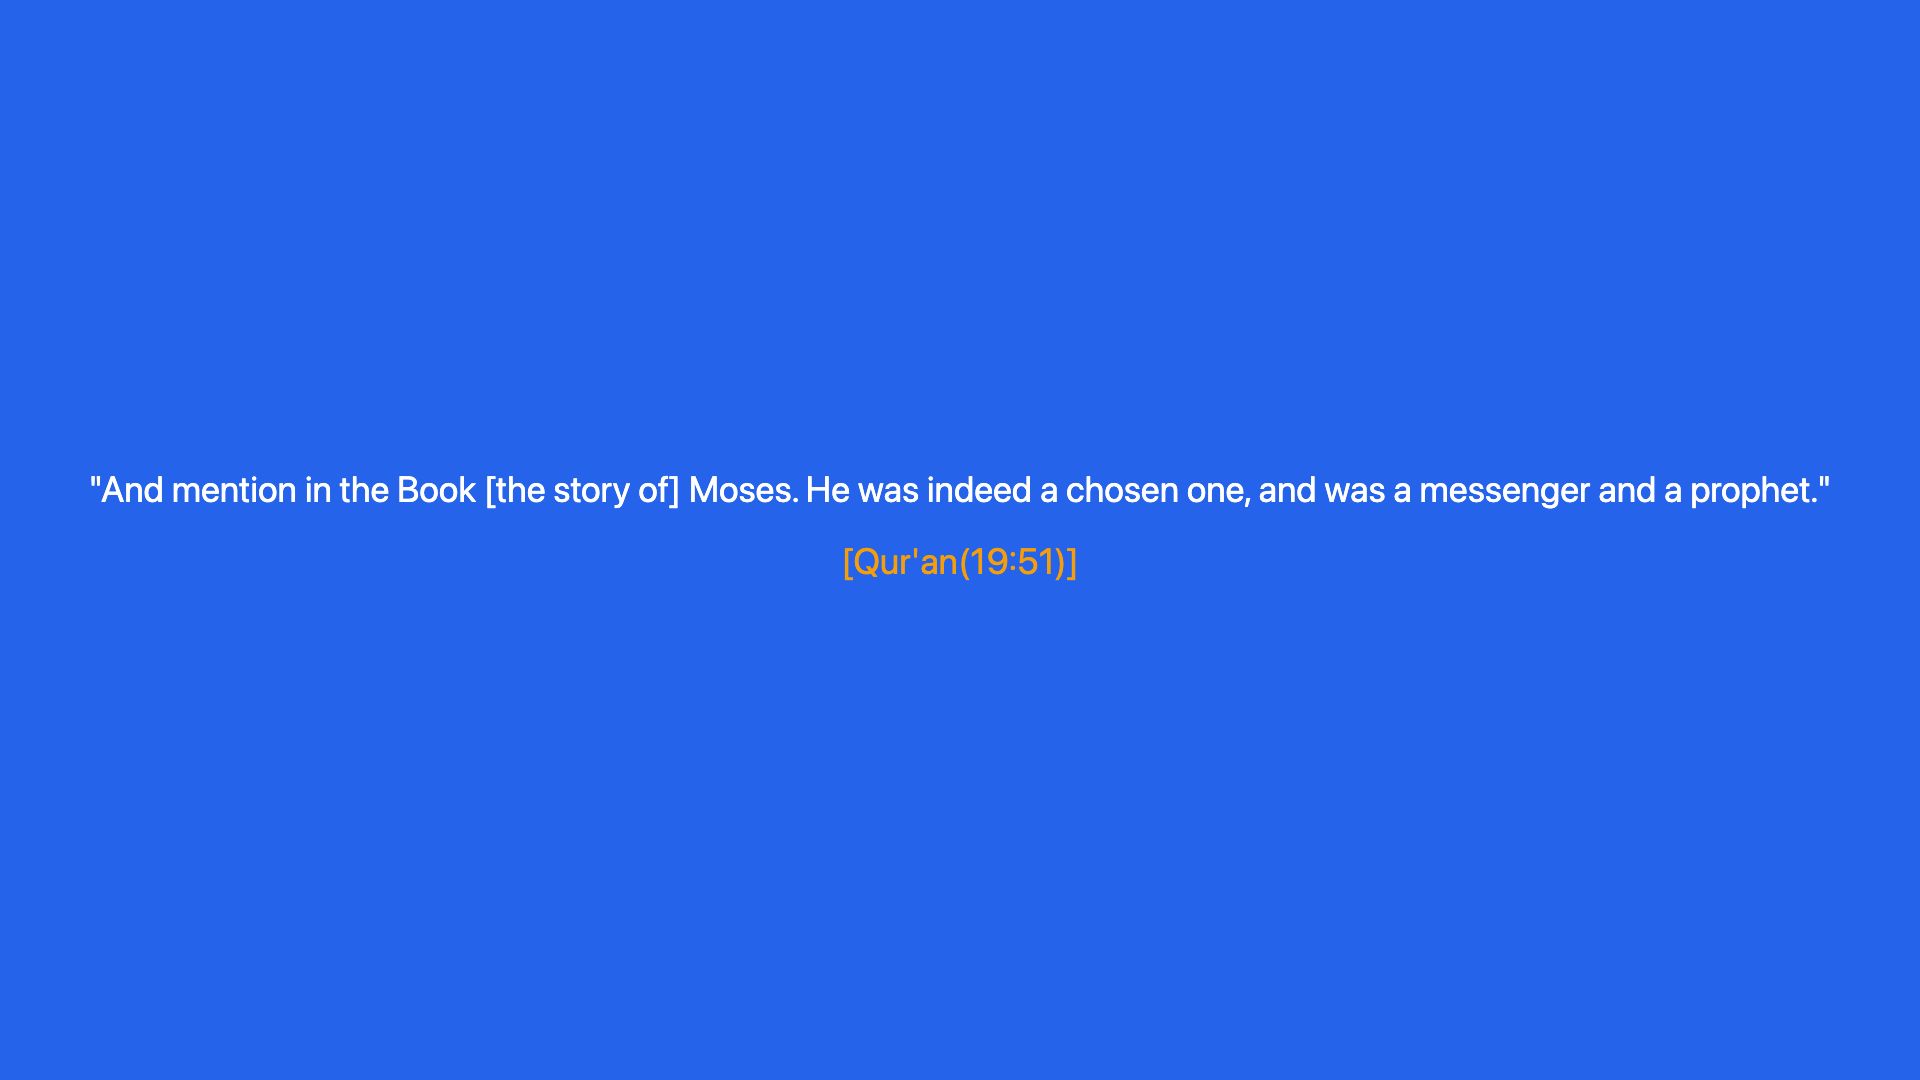 "And mention in the Book [the story of] Moses. He was indeed a chosen one, and was a messenger and a prophet."
[Qur'an(19:51)]